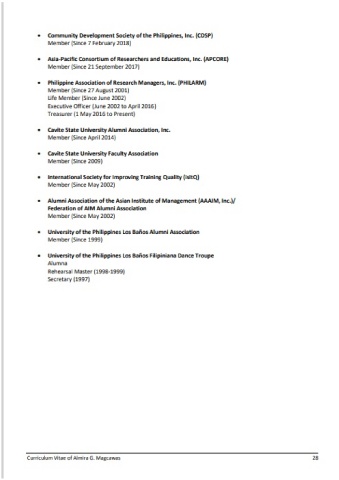 • Community Development Society of the Philippines, Inc. (CDSP)
Member (Since 7 February 2018)
• Asia-Pacific Consortium of Researchers and Educations, Inc. (APCORE)
Member (Since 21 September 2017)
• Philippine Association of Research Managers, Inc. (PHILARM)
Member (Since 27 August 2001)
Life Member (Since June 2002)
Executive Officer (June 2002 to April 2016)
Treasurer (1 May 2016 to Present)
• Cavite State University Alumni Association, Inc.
Member (Since April 2014)
• Cavite State University Faculty Association
Member (Since 2009)
• International Society for Improving Training Quality (isITQ)
Member (Since May 2002)
• Alumni Association of the Asian Institute of Management (AAAIM, Inc.)/
Federation of AIM Alumni Association
Member (Since May 2002)
• University of the Philippines Los Baños Alumni Association
Member (Since 1999)
• University of the Philippines Los Baños Filipiniana Dance Troupe
Alumna
Rehearsal Master (1998-1999)
Secretary (1997)
Curriculum Vitae of Almira G. Magcawas 28